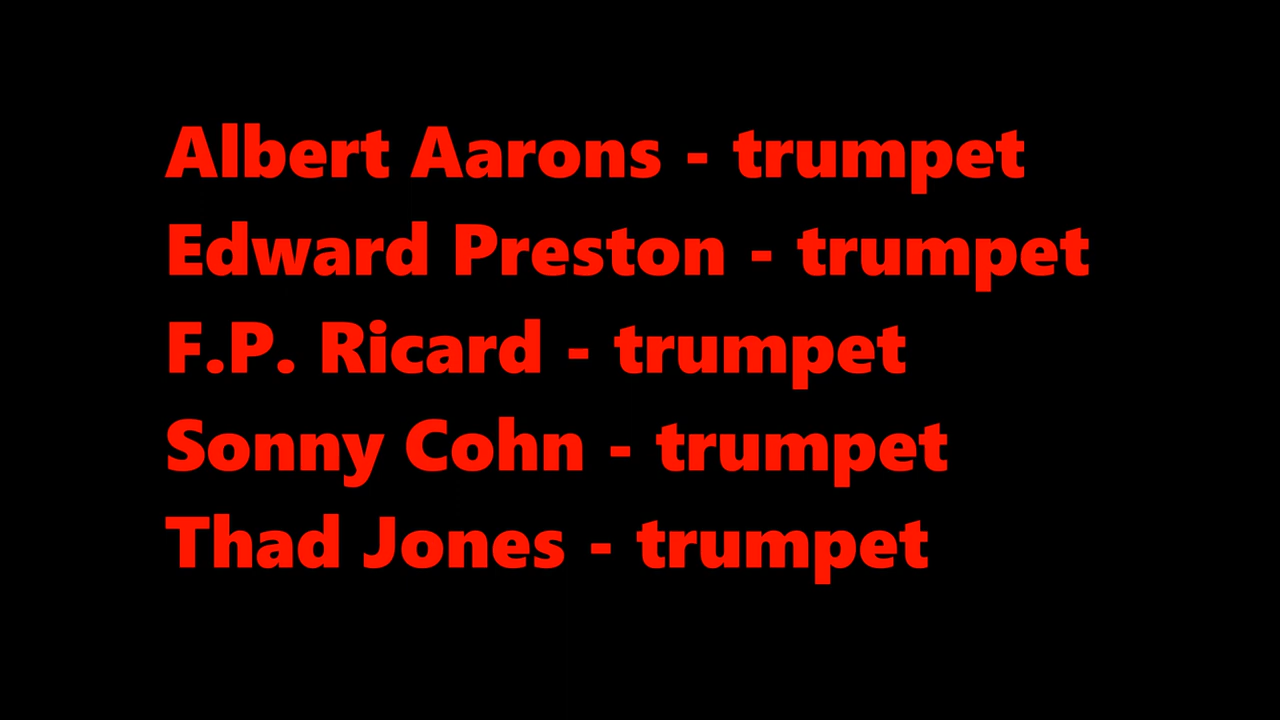 Albert Aarons - trumpet
Edward Preston - trumpet
F.P. Ricard - trumpet
Sonny Cohn - trumpet
Thad Jones - trumpet